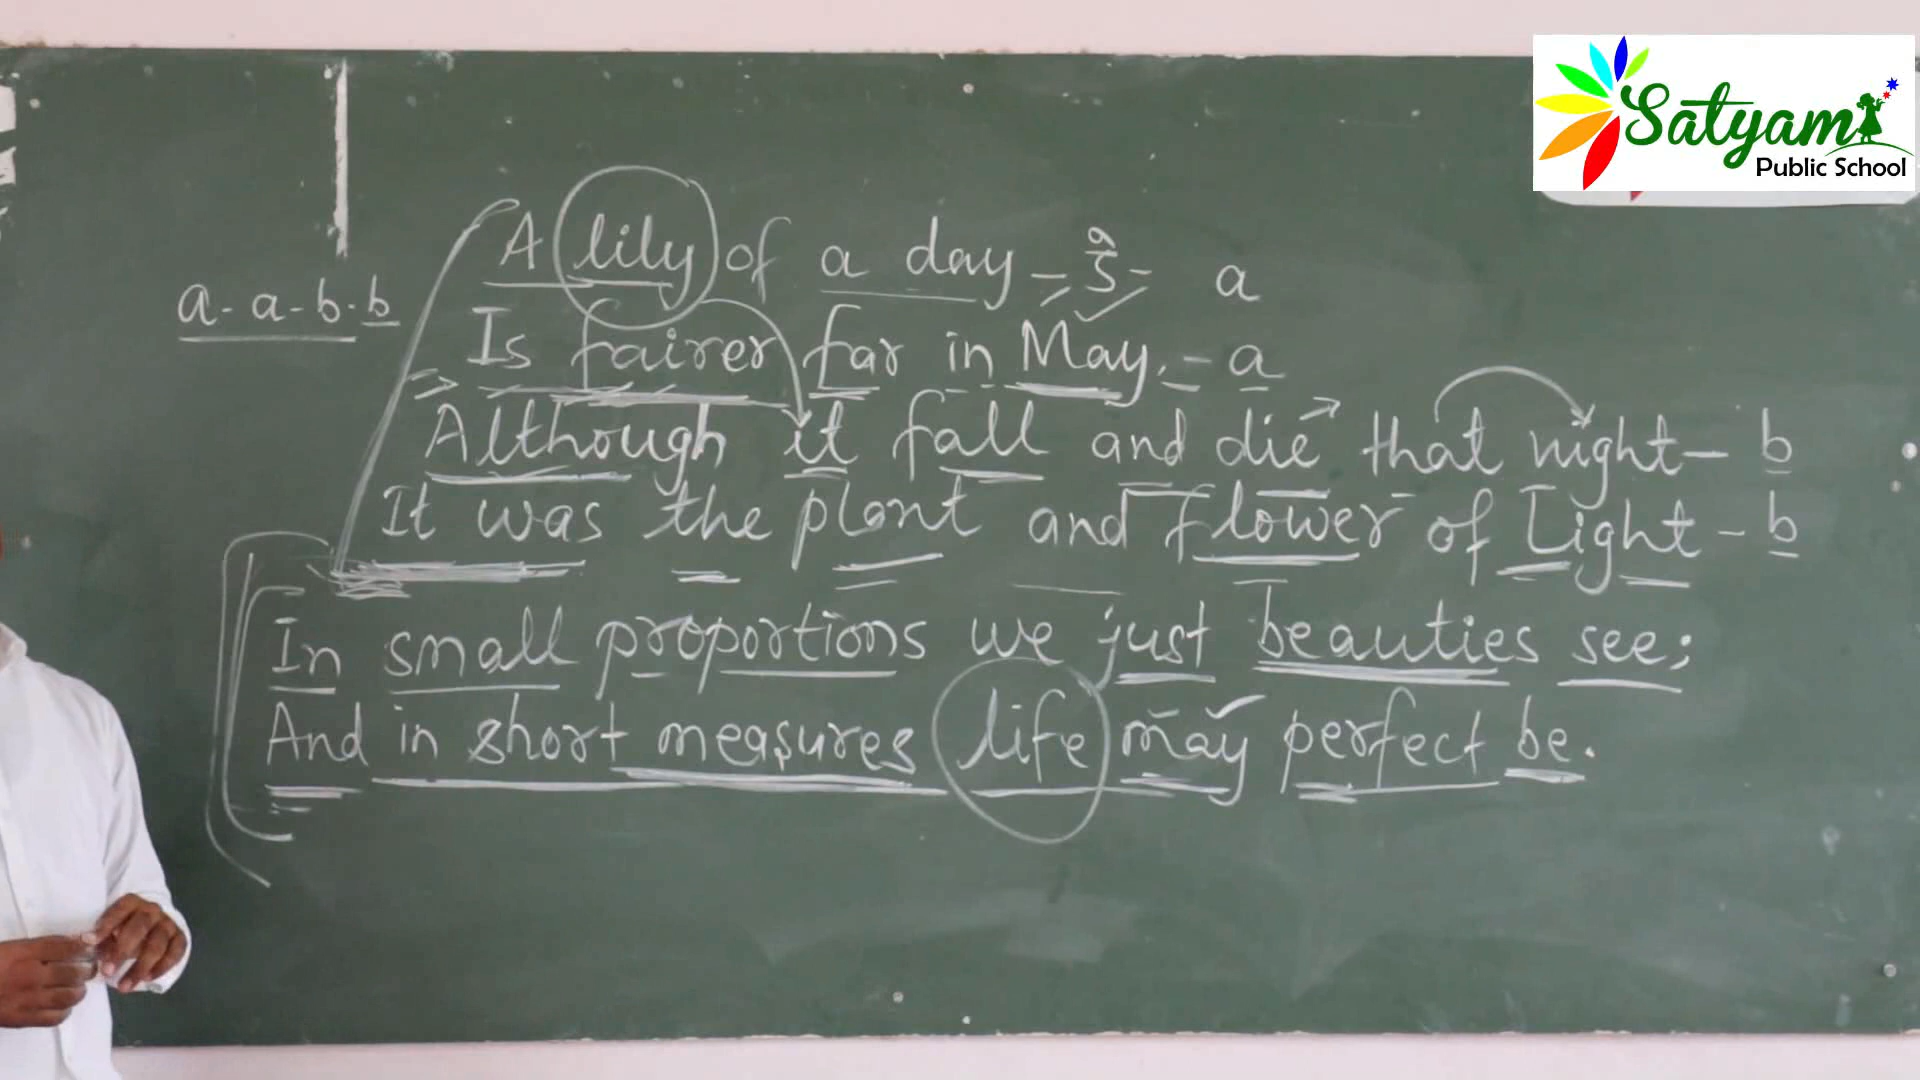 Satyam
Public School
A lily of a day - a
Is fairer far in May. - a
a-a-b-b
Although it fall and die that night - b
It was the plant and flower of Light - b
In small proportions we just beauties see;
And in short measures life may perfect be.